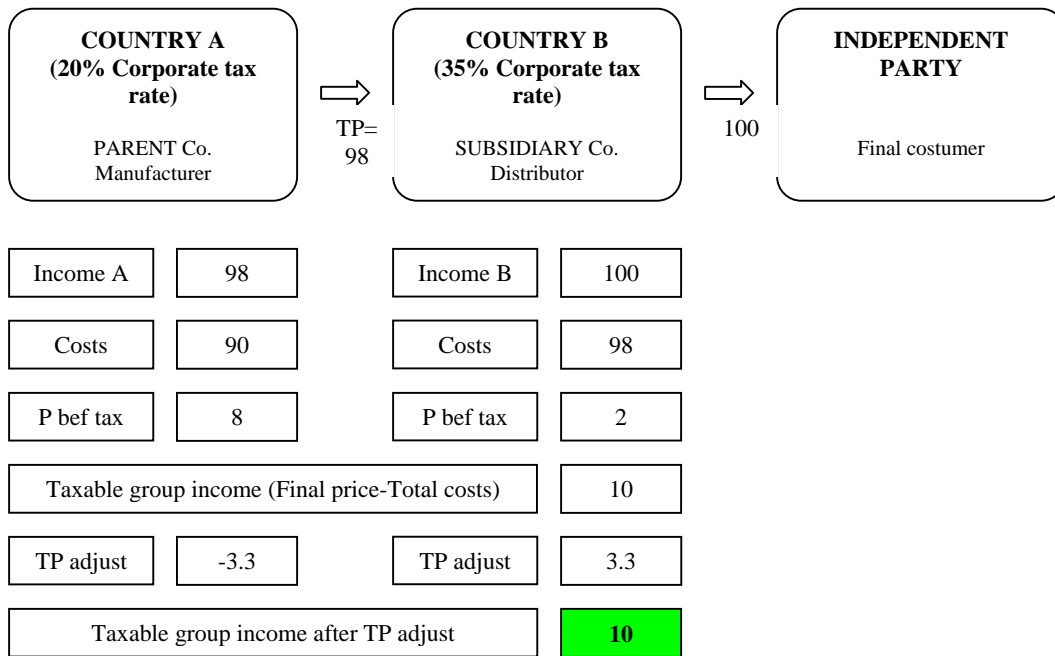 COUNTRY A
(20% Corporate tax
rate)
PARENT Co.
Manufacturer
TP=
98
COUNTRY B
(35% Corporate tax
rate)
SUBSIDIARY Co.
Distributor
100
INDEPENDENT
PARTY
Final costumer
Income A 98 Income B 100
Costs 90 Costs 98
P bef tax 8 P bef tax 2
Taxable group income (Final price-Total costs) 10
TP adjust -3.3 TP adjust 3.3
Taxable group income after TP adjust 10